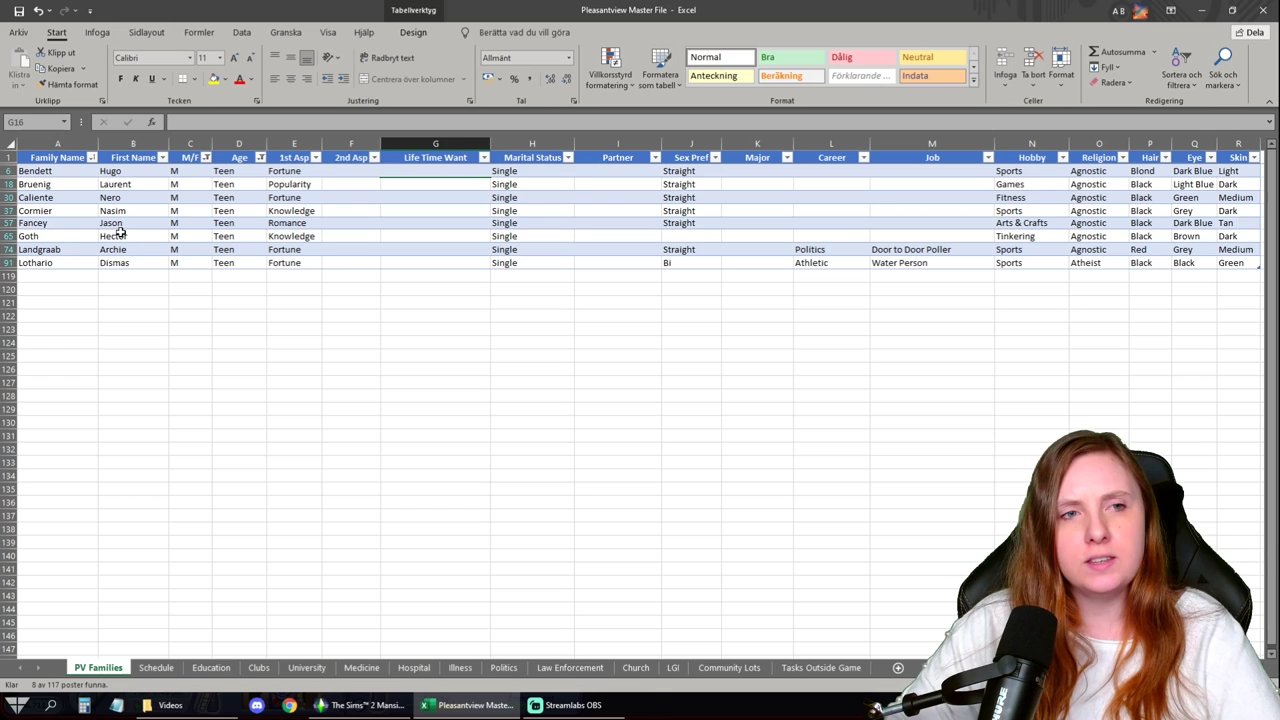 Tabellverktyg
Pleasantview Master File - Excel
A B
Arkiv Start Infoga Sidlayout Formler Data Granska Visa Hjälp Design Berätta vad du vill göra
Dela
Klistra in
Klipp ut
Kopiera
Hämta format
Urklipp
Calibri 11
Tecken
Radbryt text
Centrera över kolumner
Justering
Allmänt
Tal
Villkorsstyrd formatering
Formatera som tabell
Normal Bra Dålig Neutral
Anteckning Beräkning Förklarande ... Indata
Format
Infoga Ta bort Format
Celler
Autosumma
Fyll
Radera
Sortera och filtrera
Sök och markera
Redigering
G16
A B C D E F G H I J K L M N O P Q R
1 Family Name First Name M/F Age 1st Asp 2nd Asp Life Time Want Marital Status Partner Sex Pref Major Career Job Hobby Religion Hair Eye Skin
6 Bendett Hugo M Teen Fortune Single Straight Sports Agnostic Blond Dark Blue Light
18 Bruenig Laurent M Teen Popularity Single Straight Games Agnostic Black Light Blue Dark
30 Caliente Nero M Teen Fortune Single Straight Fitness Agnostic Black Green Medium
37 Cormier Nasim M Teen Knowledge Single Straight Sports Agnostic Black Grey Dark
57 Fancey Jason M Teen Romance Single Straight Arts & Crafts Agnostic Black Dark Blue Tan
65 Goth M Teen Knowledge Single Tinkering Agnostic Black Brown Dark
74 Landgraab Archie M Teen Fortune Single Straight Politics Door to Door Poller Sports Agnostic Red Grey Medium
91 Lothario Dismas M Teen Fortune Single Bi Athletic Water Person Sports Atheist Black Black Green
119
120
121
122
123
124
125
126
127
128
129
130
131
132
133
134
135
136
137
138
139
140
141
142
143
144
145
146
147
PV Families Schedule Education Clubs University Medicine Hospital Illness Politics Law Enforcement Church LGI Community Lots Tasks Outside Game
Klar 8 av 117 poster funna.
Videos The Sims™ 2 Mansi... Pleasantview Maste... Streamlabs OBS